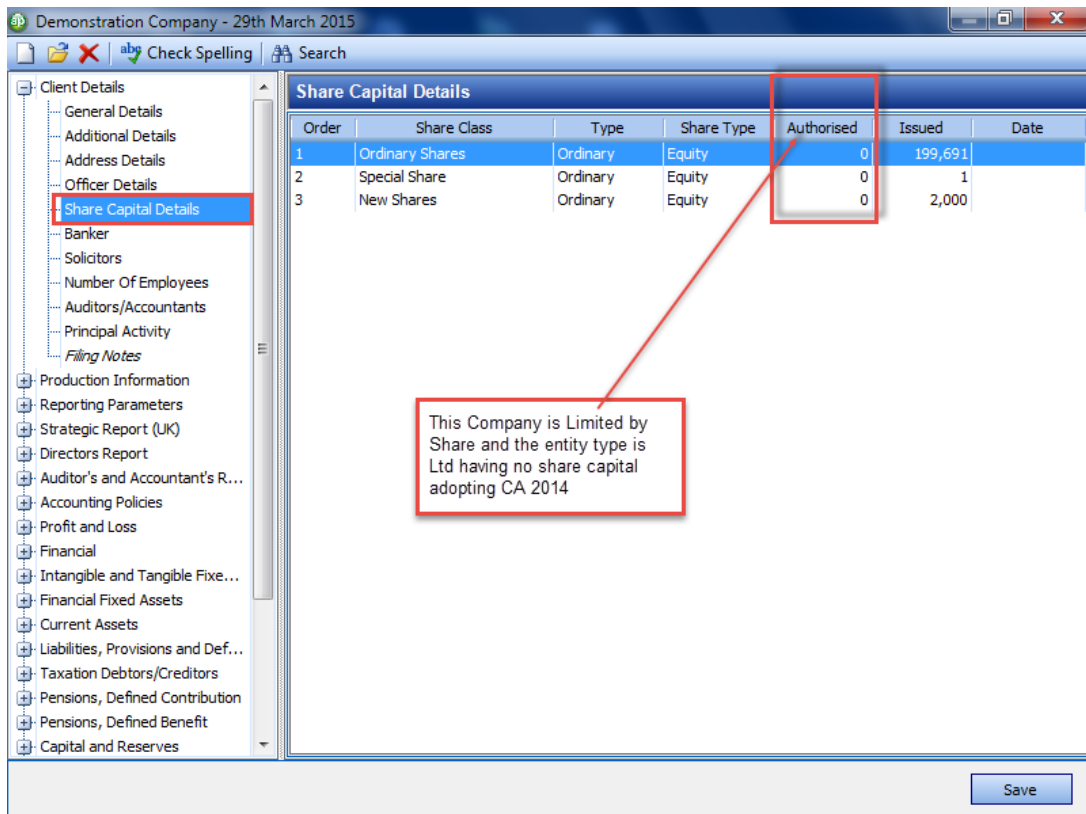 Demonstration Company - 29th March 2015
Check Spelling Search
Client Details
General Details
Additional Details
Address Details
Officer Details
Share Capital Details
Banker
Solicitors
Number Of Employees
Auditors/Accountants
Principal Activity
Filing Notes
Production Information
Reporting Parameters
Strategic Report (UK)
Directors Report
Auditor's and Accountant's R...
Accounting Policies
Profit and Loss
Financial
Intangible and Tangible Fixe...
Financial Fixed Assets
Current Assets
Liabilities, Provisions and Def...
Taxation Debtors/Creditors
Pensions, Defined Contribution
Pensions, Defined Benefit
Capital and Reserves
Share Capital Details
Order Share Class Type Share Type Authorised Issued Date
1 Ordinary Shares Ordinary Equity 0 199,691
2 Special Share Ordinary Equity 0 1
3 New Shares Ordinary Equity 0 2,000
This Company is Limited by
Share and the entity type is
Ltd having no share capital
adopting CA 2014
Save